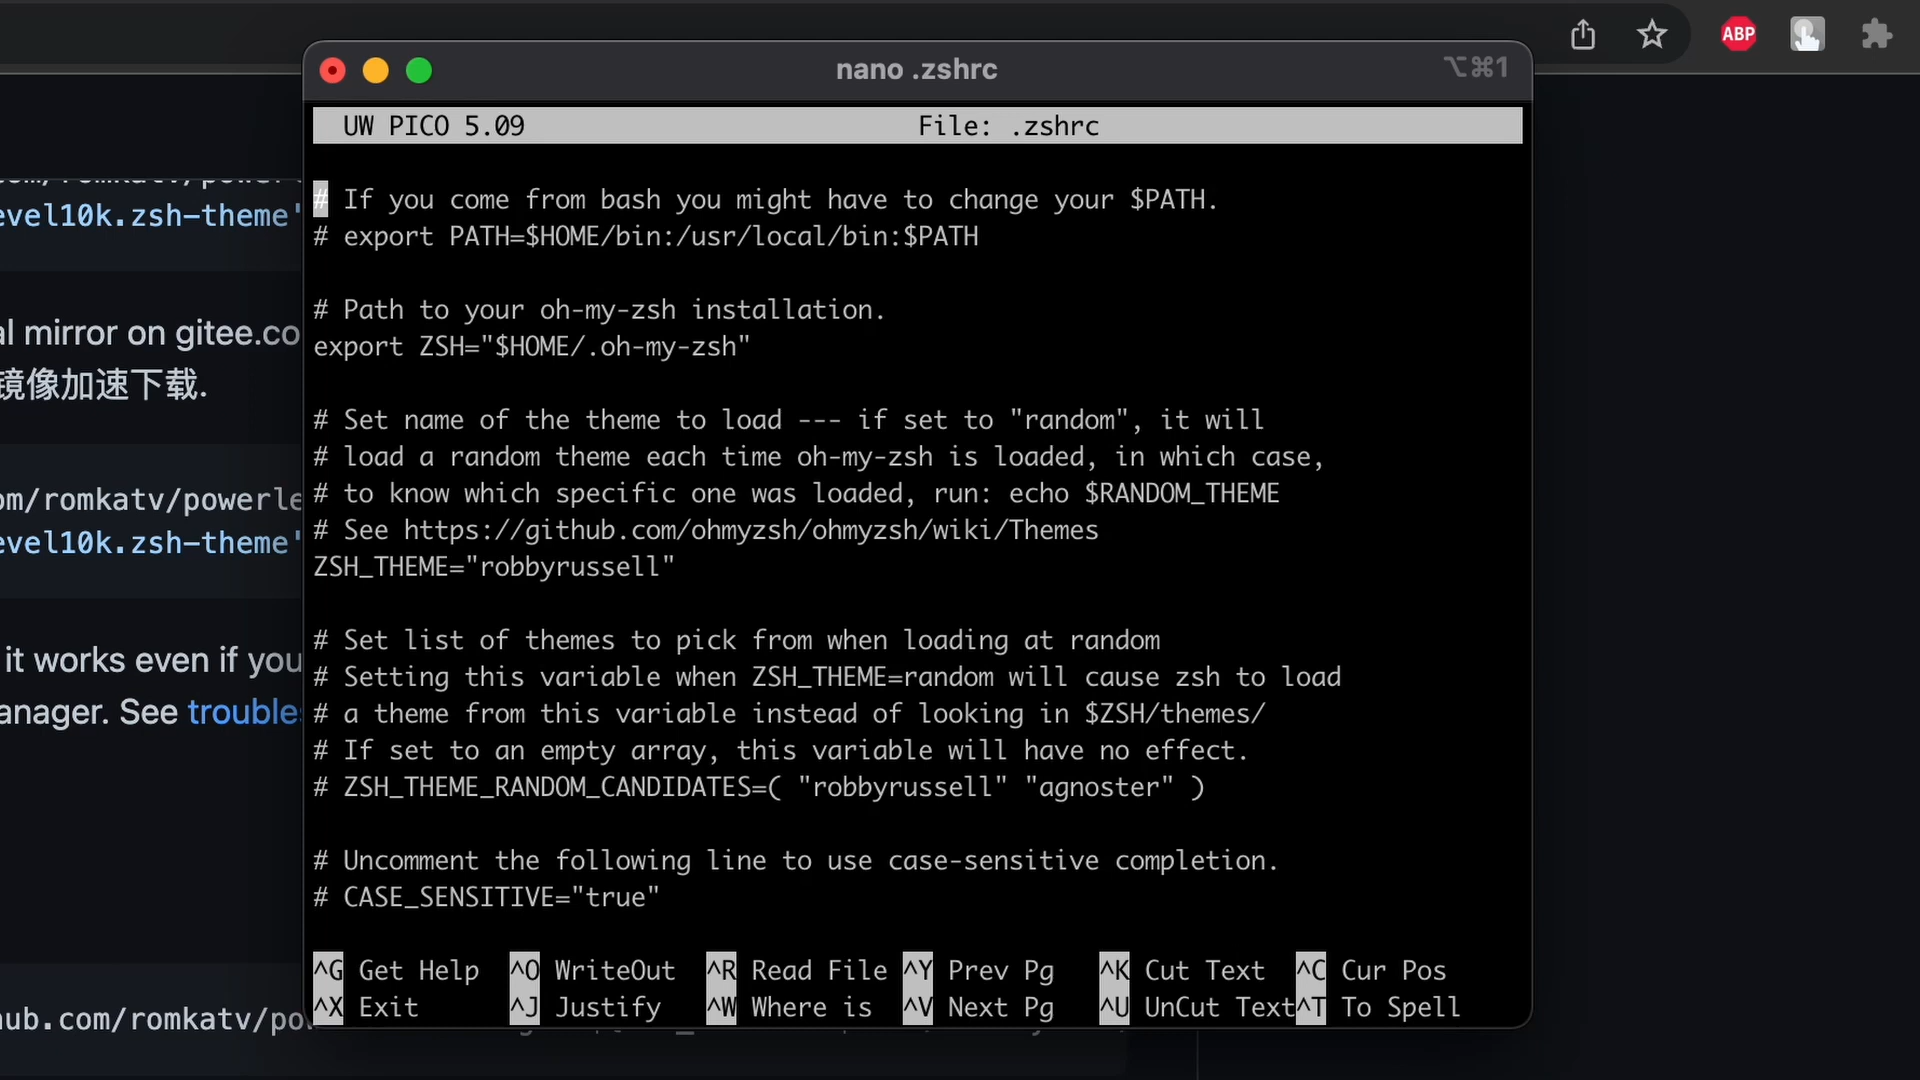 ABP
nano .zshrc
⌥⌘1
UW PICO 5.09 File: .zshrc
# If you come from bash you might have to change your $PATH.
# export PATH=$HOME/bin:/usr/local/bin:$PATH
# Path to your oh-my-zsh installation.
export ZSH="$HOME/.oh-my-zsh"
# Set name of the theme to load --- if set to "random", it will
# load a random theme each time oh-my-zsh is loaded, in which case,
# to know which specific one was loaded, run: echo $RANDOM_THEME
# See https://github.com/ohmyzsh/ohmyzsh/wiki/Themes
ZSH_THEME="robbyrussell"
# Set list of themes to pick from when loading at random
# Setting this variable when ZSH_THEME=random will cause zsh to load
# a theme from this variable instead of looking in $ZSH/themes/
# If set to an empty array, this variable will have no effect.
# ZSH_THEME_RANDOM_CANDIDATES=( "robbyrussell" "agnoster" )
# Uncomment the following line to use case-sensitive completion.
# CASE_SENSITIVE="true"
^G Get Help ^O WriteOut ^R Read File ^Y Prev Pg ^K Cut Text ^C Cur Pos
^X Exit ^J Justify ^W Where is ^V Next Pg ^U UnCut Text ^T To Spell
evel10k.zsh-theme'
al mirror on gitee.co
镜像加速下载.
om/romkatv/powerle
evel10k.zsh-theme'
it works even if you
anager. See troubles
hub.com/romkatv/po